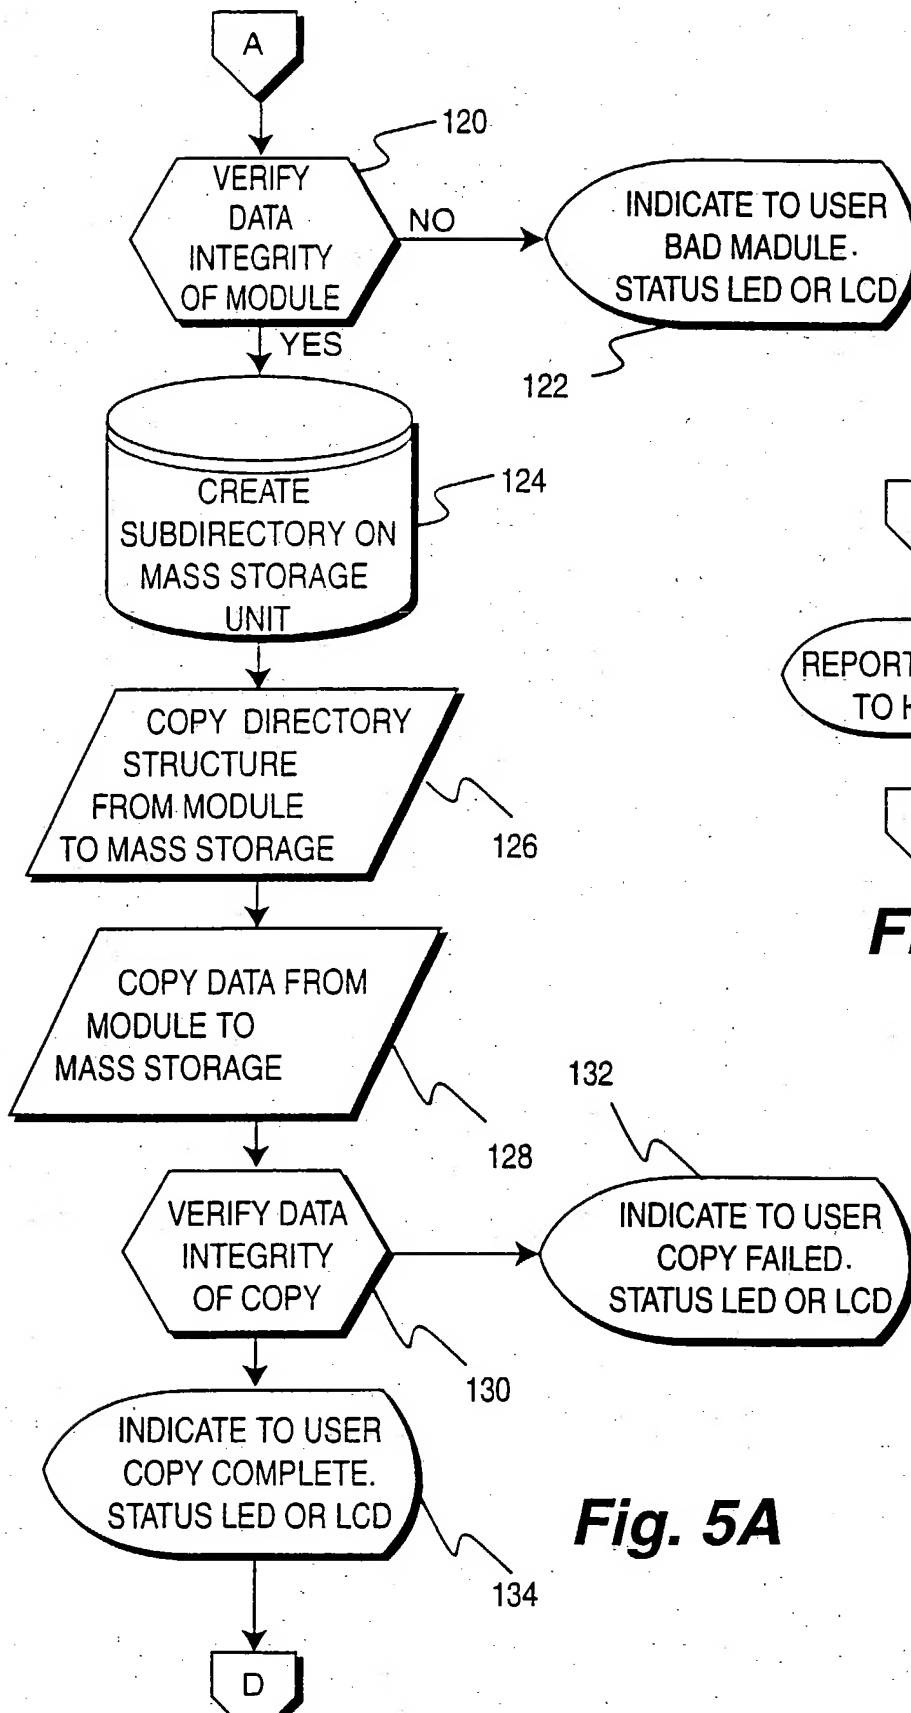 A
120
VERIFY
DATA
INTEGRITY
OF MODULE
NO
INDICATE TO USER
BAD MADULE.
STATUS LED OR LCD
YES
122
CREATE
SUBDIRECTORY ON
MASS STORAGE
UNIT
124
REPORT
TO
COPY DIRECTORY
STRUCTURE
FROM MODULE
TO MASS STORAGE
126
COPY DATA FROM
MODULE TO
MASS STORAGE
128
132
VERIFY DATA
INTEGRITY
OF COPY
INDICATE TO USER
COPY FAILED.
STATUS LED OR LCD
130
INDICATE TO USER
COPY COMPLETE.
STATUS LED OR LCD
134
Fig. 5A
D